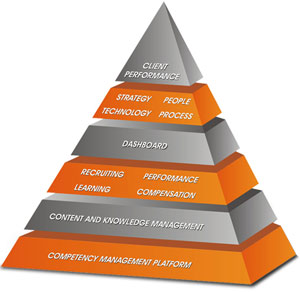 CLIENT
PERFORMANCE
STRATEGY PEOPLE
TECHNOLOGY PROCESS
DASHBOARD
RECRUITING PERFORMANCE
LEARNING COMPENSATION
CONTENT AND KNOWLEDGE MANAGEMENT
COMPETENCY MANAGEMENT PLATFORM